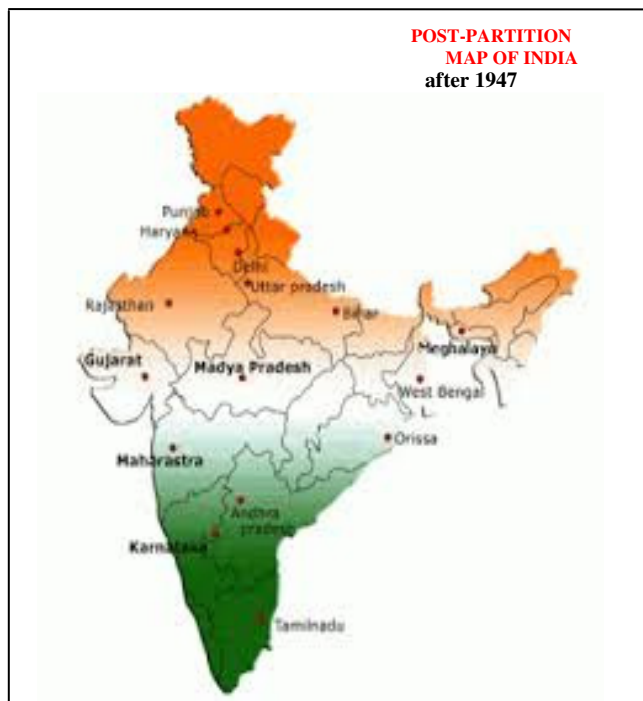 POST-PARTITION
MAP OF INDIA
after 1947
Punjab
Haryana
Delhi
Uttar pradesh
Rajasthan
Bihar
Meghalaya
Gujarat
Madya Pradesh
West Bengal
Orissa
Maharastra
Andhra
pradesh
Karnataka
Tamilnadu